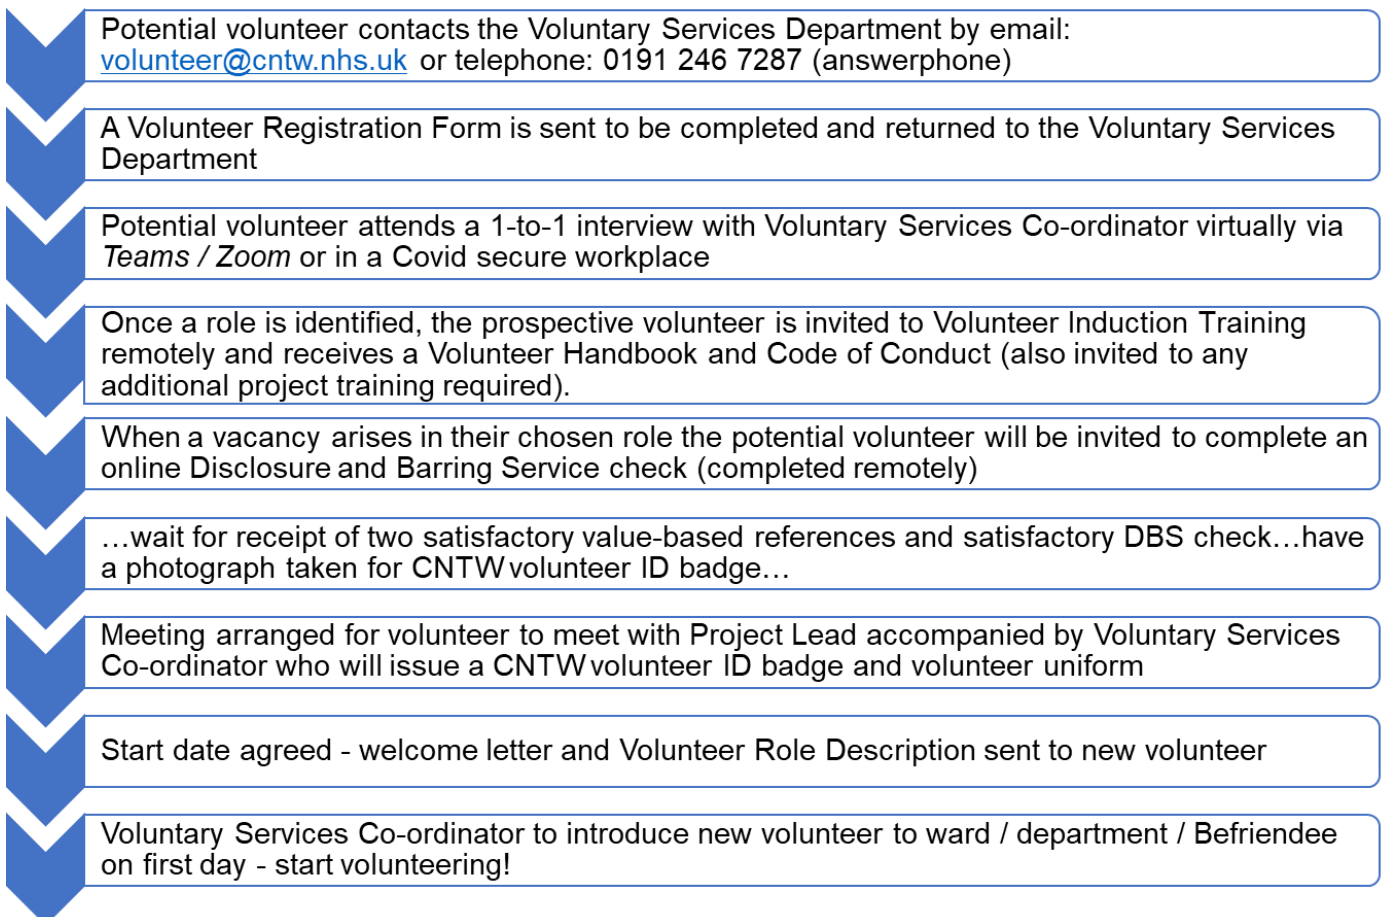 Potential volunteer contacts the Voluntary Services Department by email:
volunteer@cntw.nhs.uk or telephone: 0191 246 7287 (answerphone)
A Volunteer Registration Form is sent to be completed and returned to the Voluntary Services
Department
Potential volunteer attends a 1-to-1 interview with Voluntary Services Co-ordinator virtually via
Teams / Zoom or in a Covid secure workplace
Once a role is identified, the prospective volunteer is invited to Volunteer Induction Training
remotely and receives a Volunteer Handbook and Code of Conduct (also invited to any
additional project training required).
When a vacancy arises in their chosen role the potential volunteer will be invited to complete an
online Disclosure and Barring Service check (completed remotely)
…wait for receipt of two satisfactory value-based references and satisfactory DBS check…have
a photograph taken for CNTW volunteer ID badge…
Meeting arranged for volunteer to meet with Project Lead accompanied by Voluntary Services
Co-ordinator who will issue a CNTW volunteer ID badge and volunteer uniform
Start date agreed - welcome letter and Volunteer Role Description sent to new volunteer
Voluntary Services Co-ordinator to introduce new volunteer to ward / department / Befriendee
on first day - start volunteering!